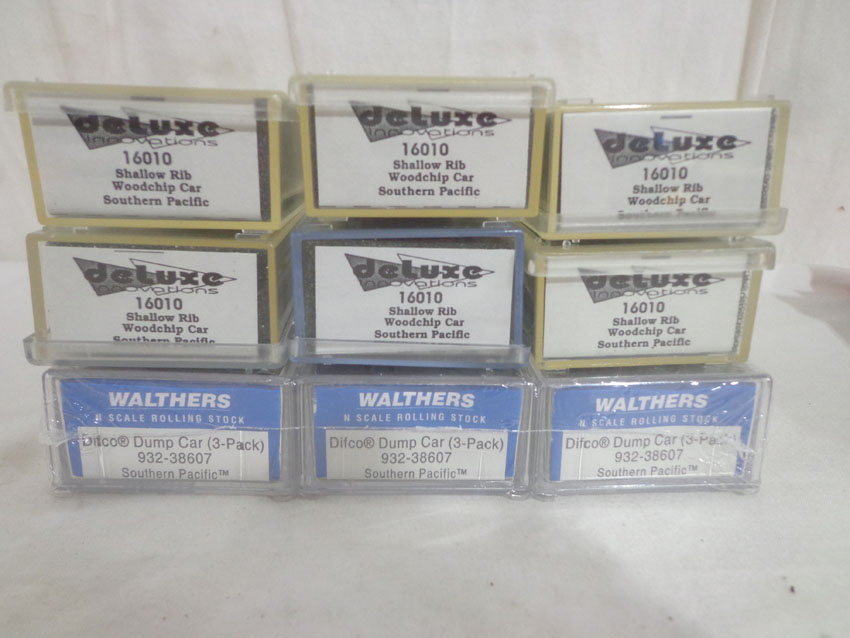 deLuxe
innovations
16010
Shallow Rib
Woodchip Car
Southern Pacific
deLuxe
innovations
16010
Shallow Rib
Woodchip Car
Southern Pacific
deLuxe
innovations
16010
Shallow Rib
Woodchip Car
Southern Pacific
deLuxe
innovations
16010
Shallow Rib
Woodchip Car
Southern Pacific
deLuxe
innovations
16010
Shallow Rib
Woodchip Car
Southern Pacific
deLuxe
innovations
16010
Shallow Rib
Woodchip Car
Southern Pacific
WALTHERS
N SCALE ROLLING STOCK
Difco® Dump Car (3-Pack)
932-38607
Southern Pacific™
WALTHERS
N SCALE ROLLING STOCK
Difco® Dump Car (3-Pack)
932-38607
Southern Pacific™
WALTHERS
N SCALE ROLLING STOCK
Difco® Dump Car (3-Pack)
932-38607
Southern Pacific™